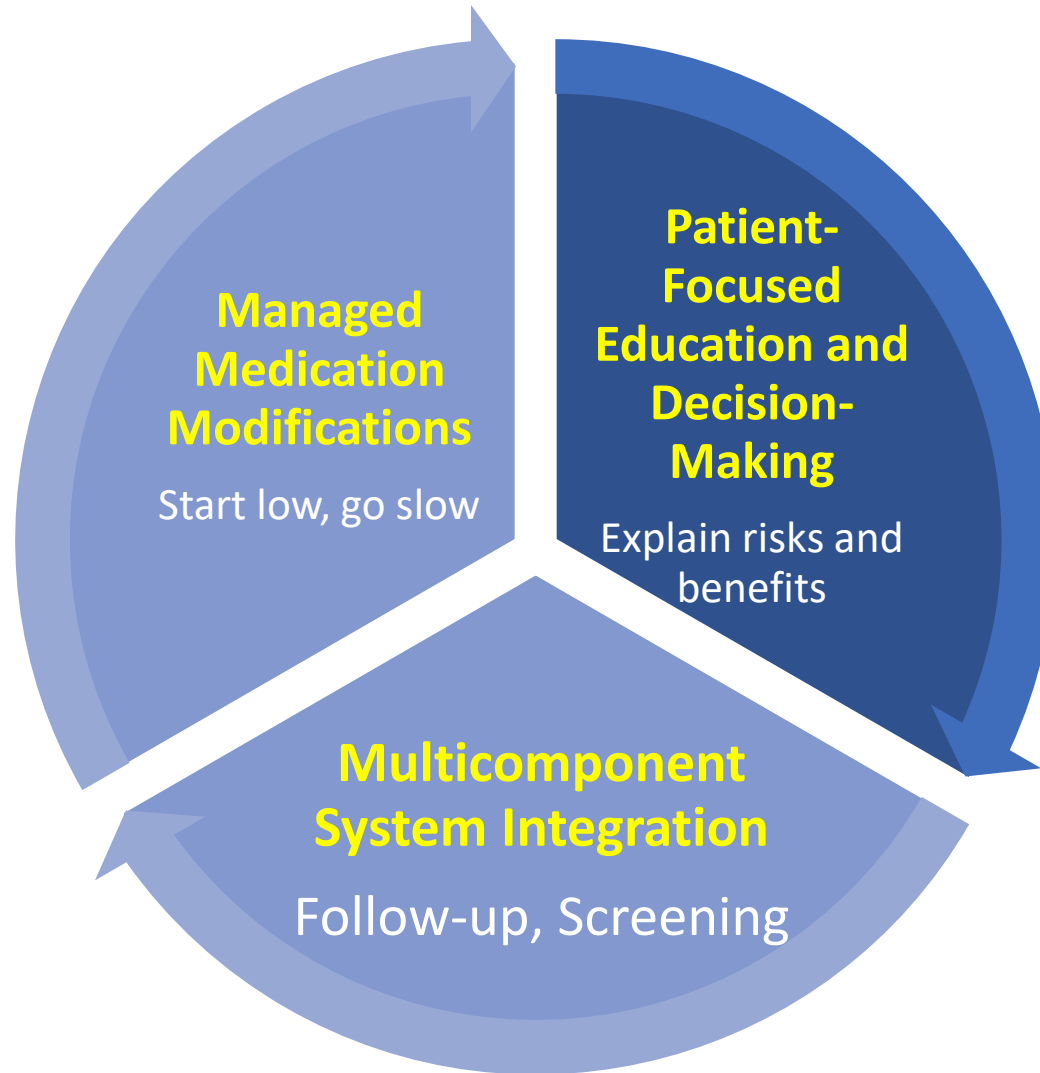 Patient-
Focused
Education and
Decision-
Making
Explain risks and
benefits
Multicomponent
System Integration
Follow-up, Screening
Managed
Medication
Modifications
Start low, go slow